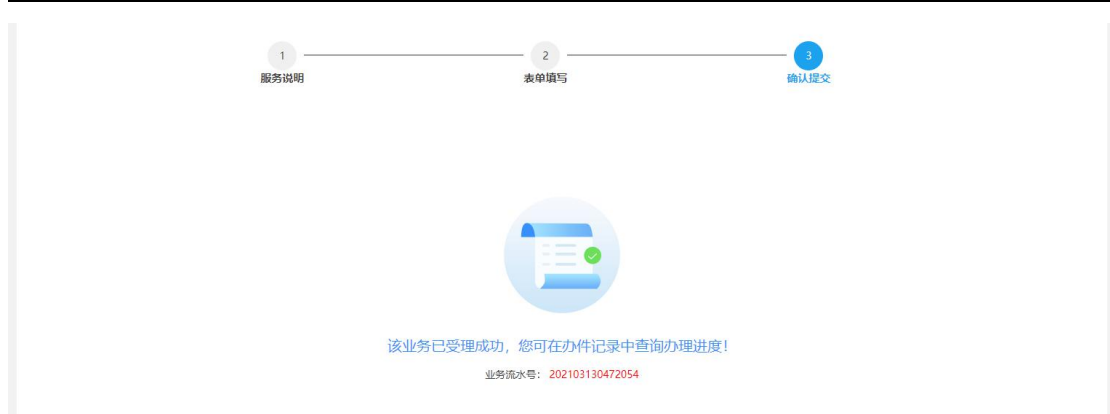 1
2
3
服务说明
表单填写
确认提交
该业务已受理成功，您可在办件记录中查询办理进度！
业务流水号： 202103130472054